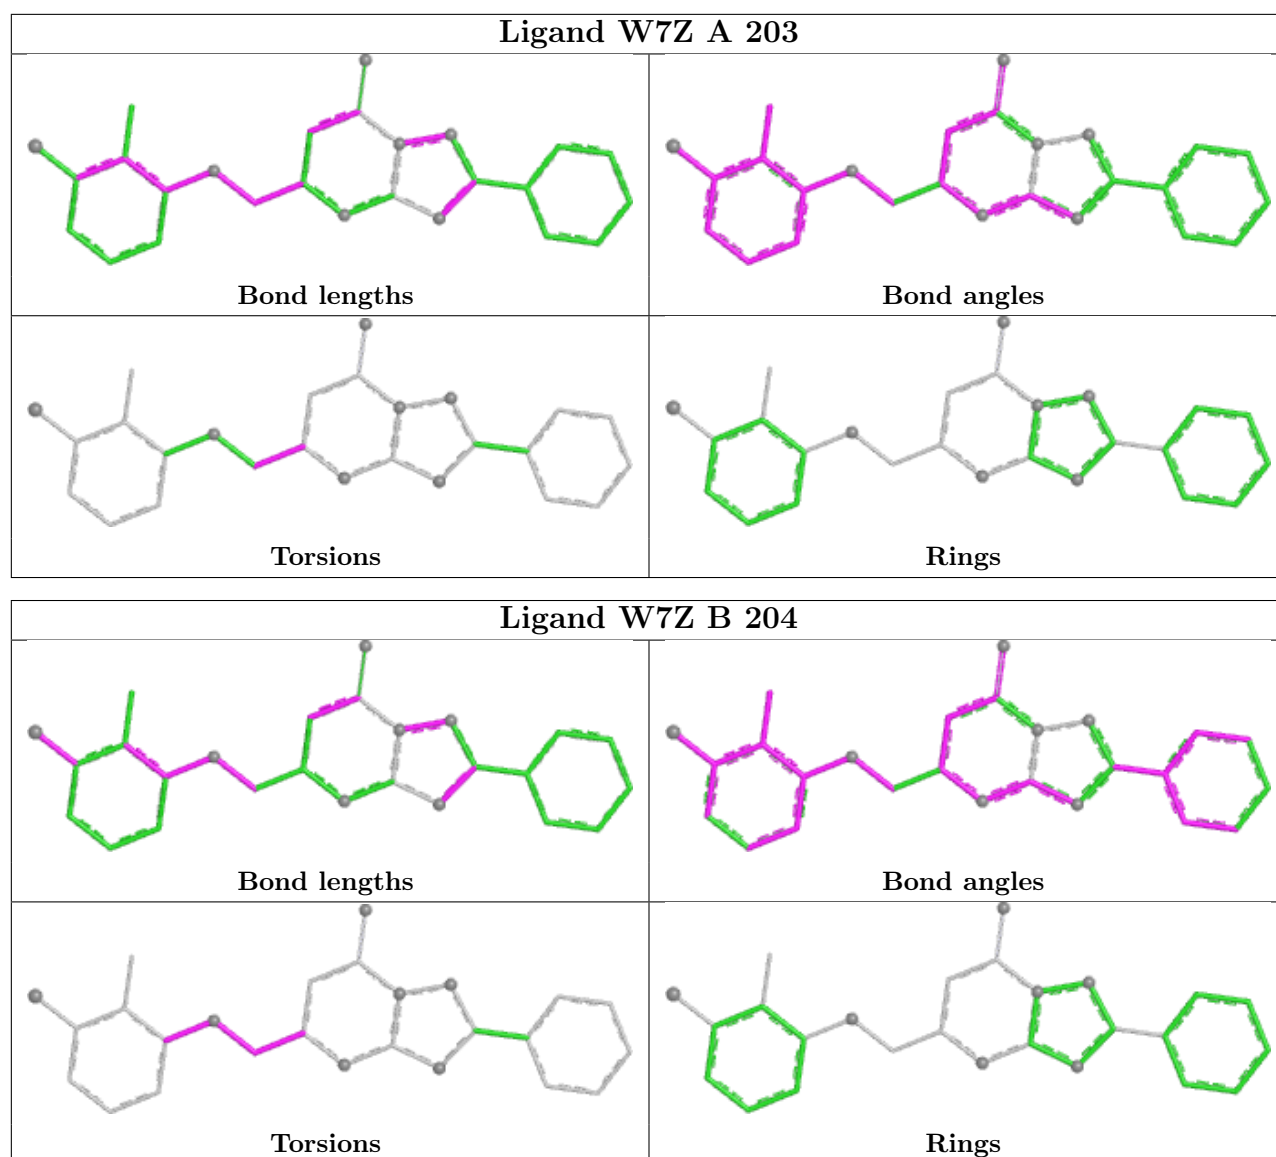 Ligand W7Z A 203
Bond lengths
Bond angles
Torsions
Rings
Ligand W7Z B 204
Bond lengths
Bond angles
Torsions
Rings